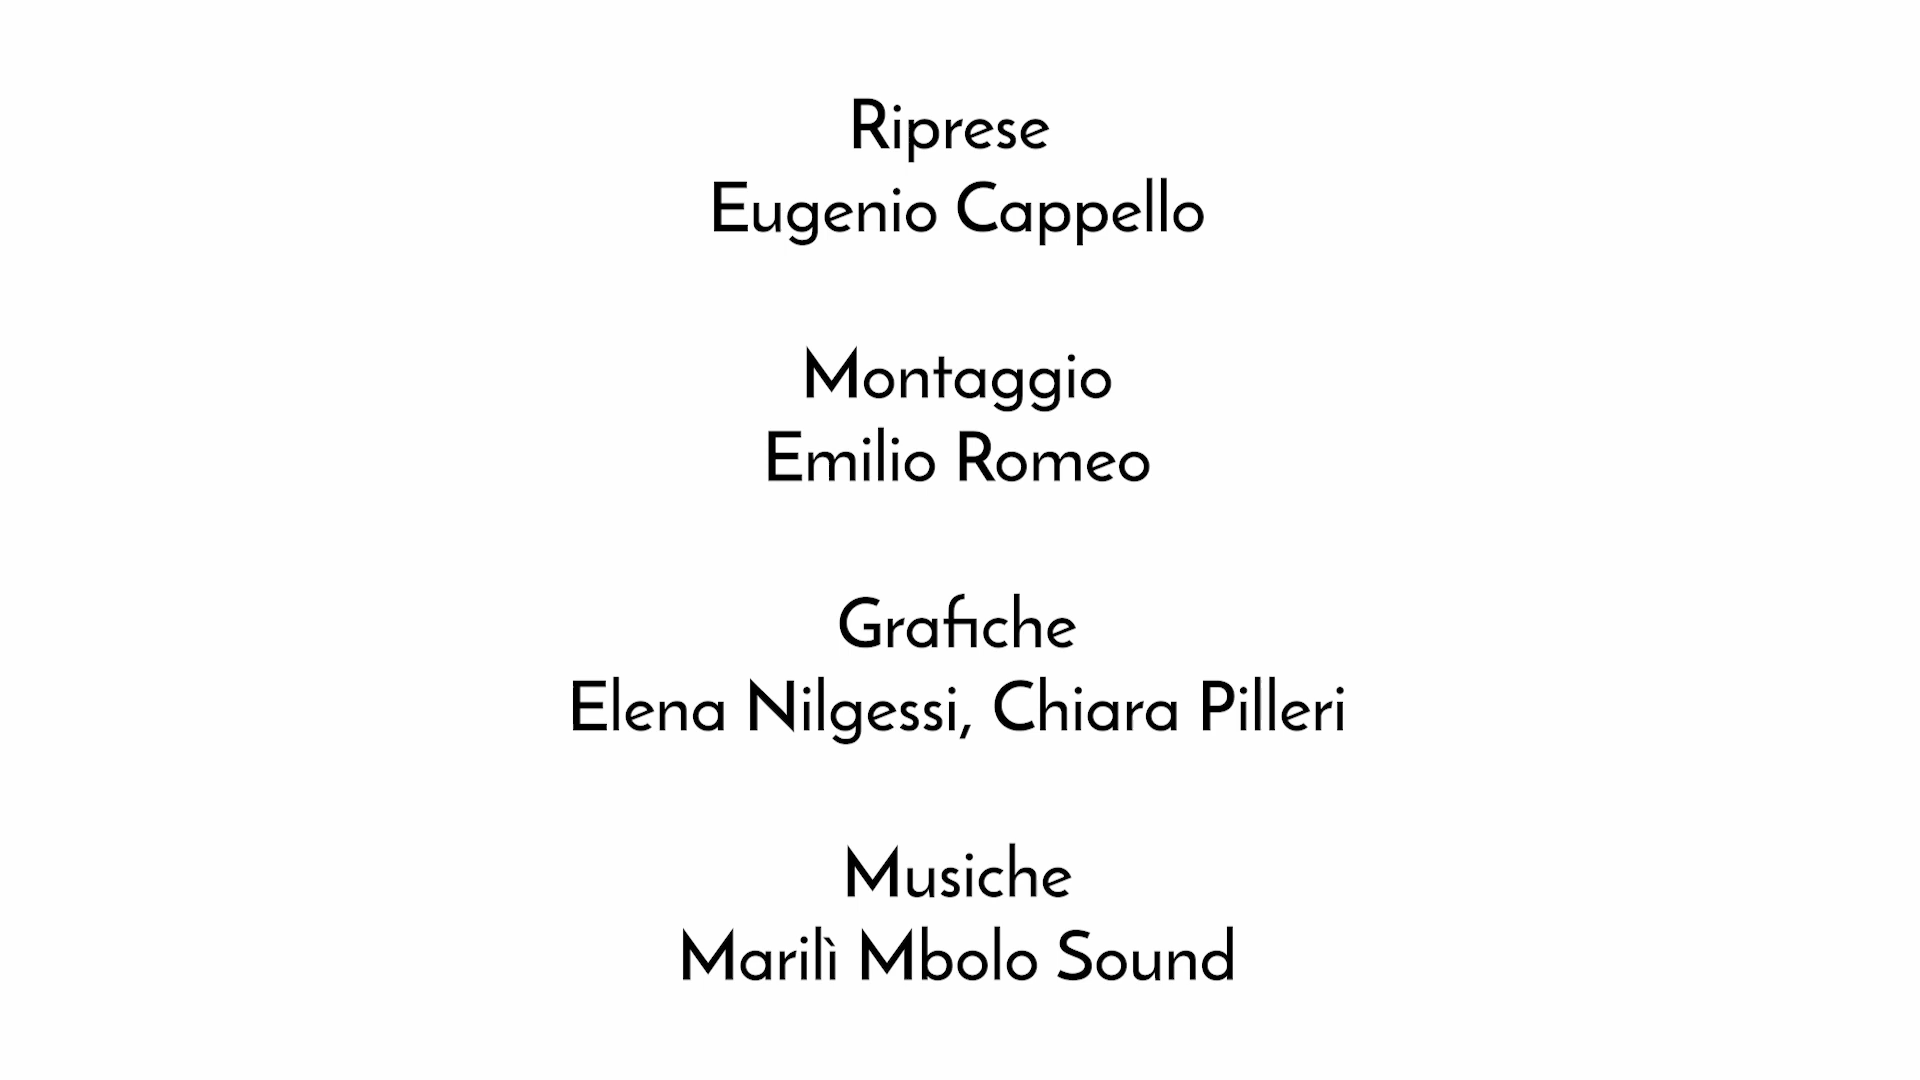 Riprese
Eugenio Cappello
Montaggio
Emilio Romeo
Grafiche
Elena Nilgessi, Chiara Pilleri
Musiche
Marilì Mbolo Sound